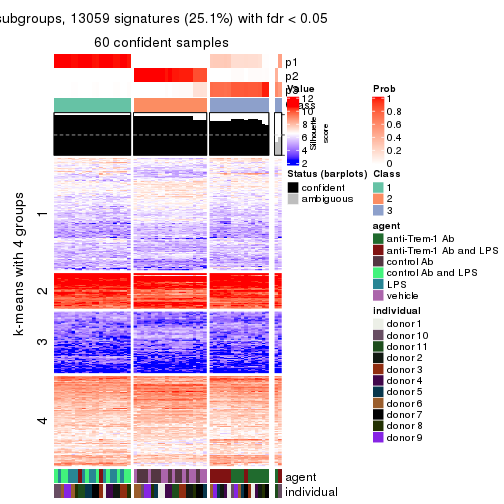 subgroups, 13059 signatures (25.1%) with fdr < 0.05
60 confident samples
p1
p2
p3
Class
Silhouette
score
k-means with 4 groups
1
2
3
4
agent
individual
Value
12
10
8
6
4
2
Status (barplots)
confident
ambiguous
Prob
1
0.8
0.6
0.4
0.2
0
Class
1
2
3
agent
anti-Trem-1 Ab
anti-Trem-1 Ab and LPS
control Ab
control Ab and LPS
LPS
vehicle
individual
donor 1
donor 10
donor 11
donor 2
donor 3
donor 4
donor 5
donor 6
donor 7
donor 8
donor 9